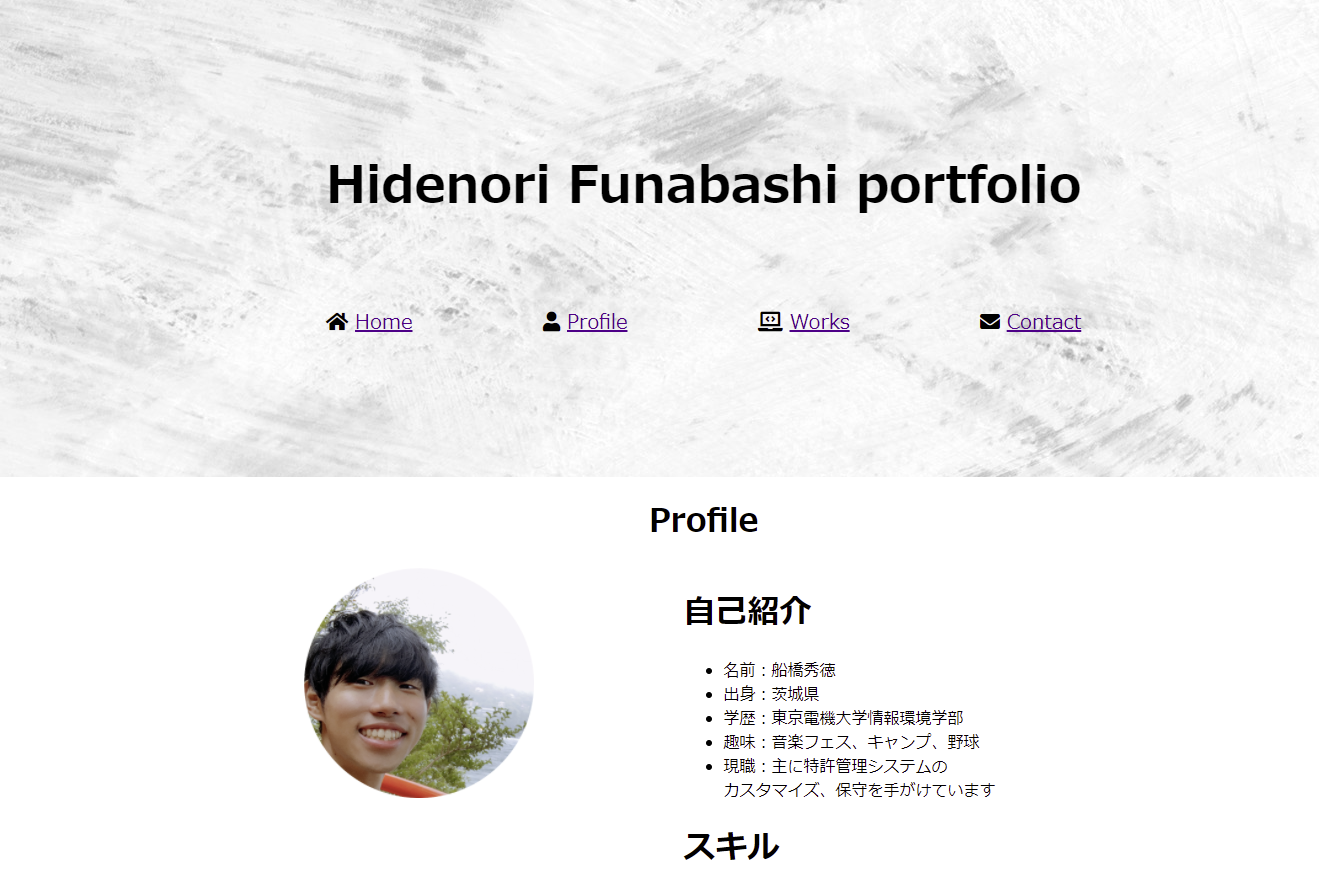 Hidenori Funabashi portfolio
Home Profile Works Contact
Profile
自己紹介
名前：船橋秀徳
出身：茨城県
学歴：東京電機大学情報環境学部
趣味：音楽フェス、キャンプ、野球
現職：主に特許管理システムの
カスタマイズ、保守を手がけています
スキル